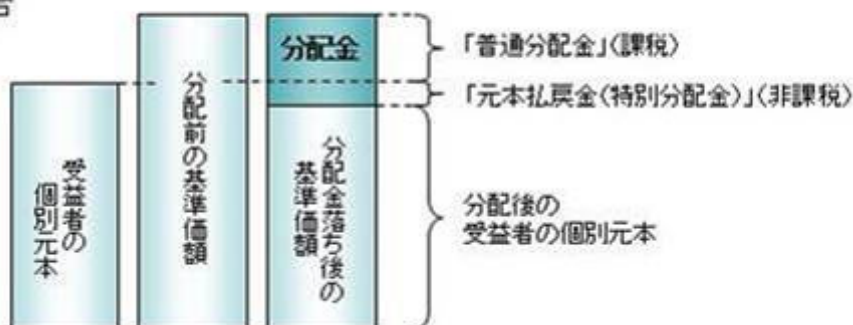 受益者の
個別元本
分配前の基準価額
分配金
分配金落ち後の
基準価額
「普通分配金」(課税)
「元本払戻金(特別分配金)」(非課税)
分配後の
受益者の個別元本